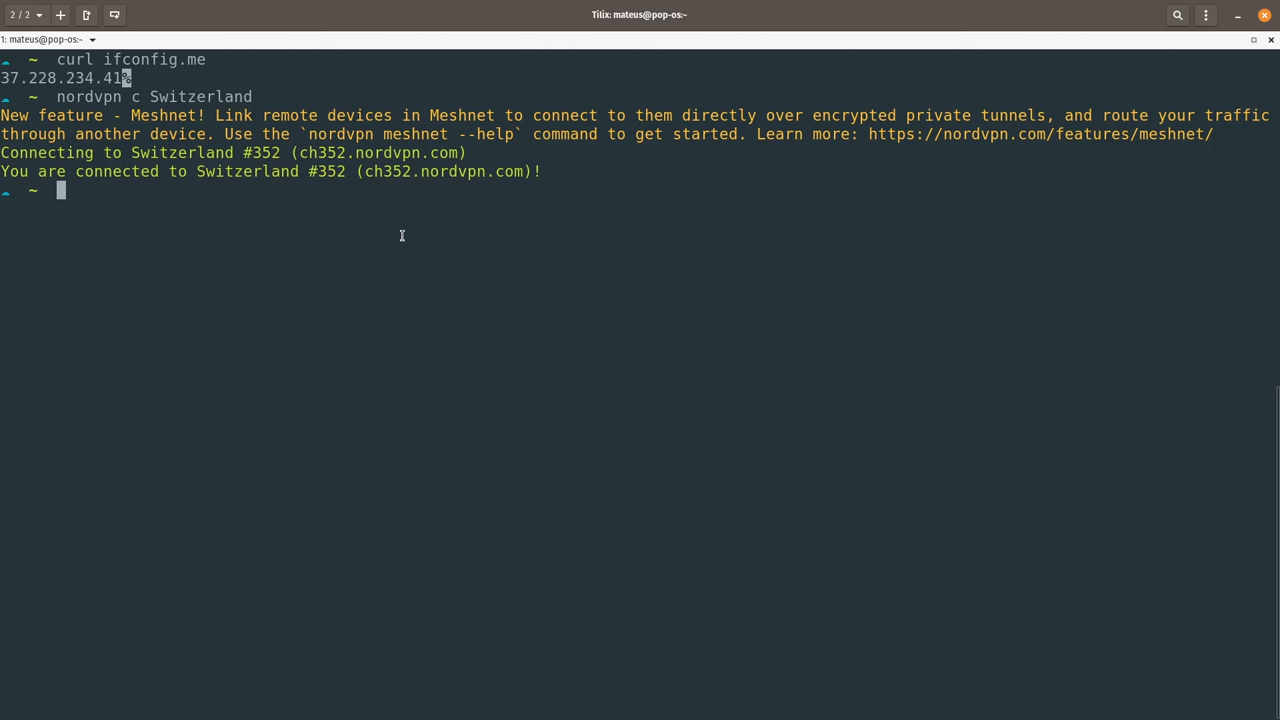 2 / 2
Tilix: mateus@pop-os:~
1: mateus@pop-os:~
~ curl ifconfig.me
37.228.234.41%
~ nordvpn c Switzerland
New feature - Meshnet! Link remote devices in Meshnet to connect to them directly over encrypted private tunnels, and route your traffic
through another device. Use the `nordvpn meshnet --help` command to get started. Learn more: https://nordvpn.com/features/meshnet/
Connecting to Switzerland #352 (ch352.nordvpn.com)
You are connected to Switzerland #352 (ch352.nordvpn.com)!
~